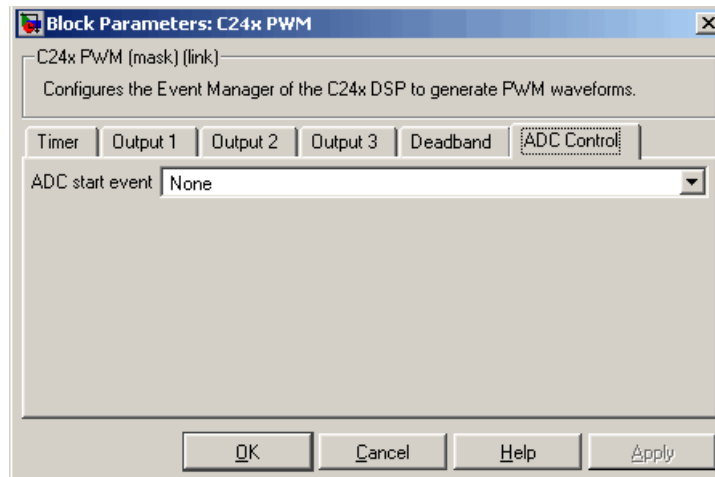 Block Parameters: C24x PWM
C24x PWM (mask) (link)
Configures the Event Manager of the C24x DSP to generate PWM waveforms.
Timer Output 1 Output 2 Output 3 Deadband ADC Control
ADC start event None
OK Cancel Help Apply